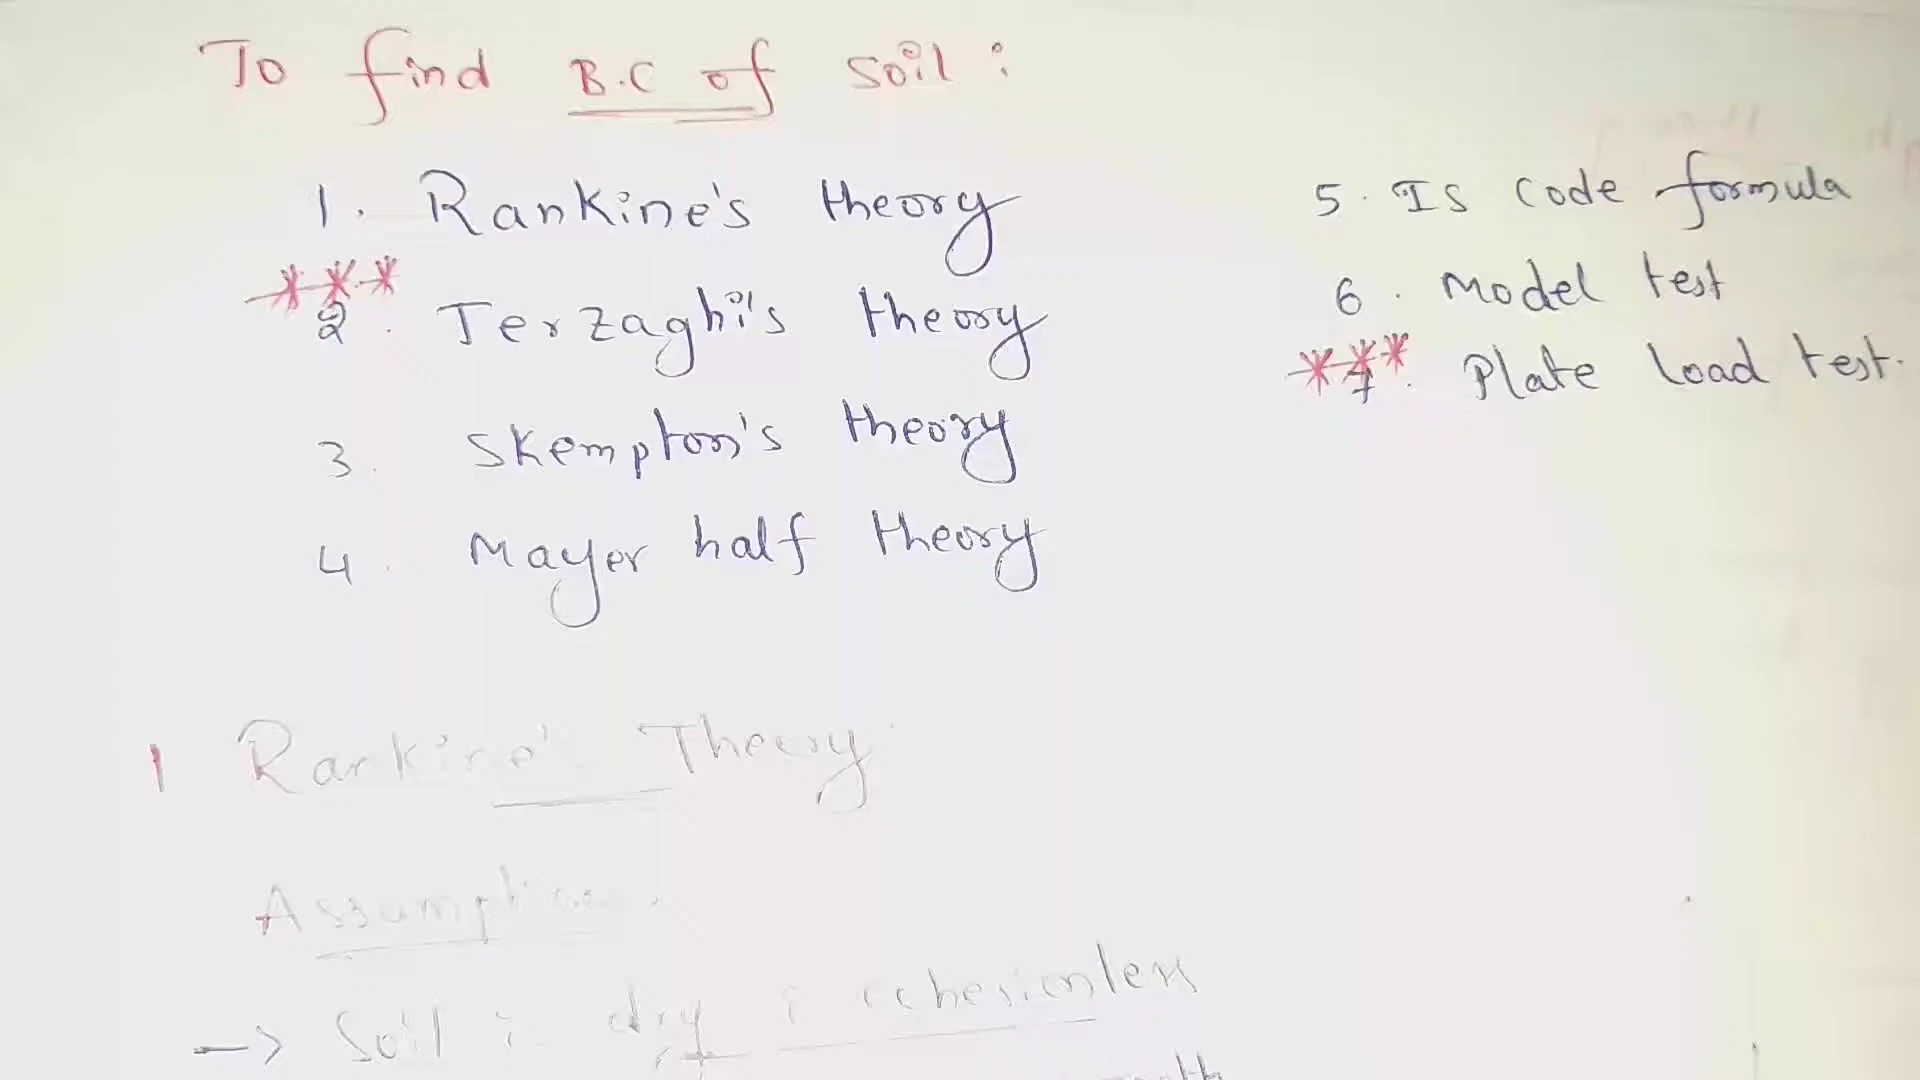 To find B.C of soil :
1. Rankine's theory
*** 
2. Terzaghi's theory
3. Skempton's theory
4. Mayer half theory
5. Is code formula
6. Model test
***
7. Plate load test.
1 Rankine's Theory
Assumption
→ Soil is dry & cohesionless